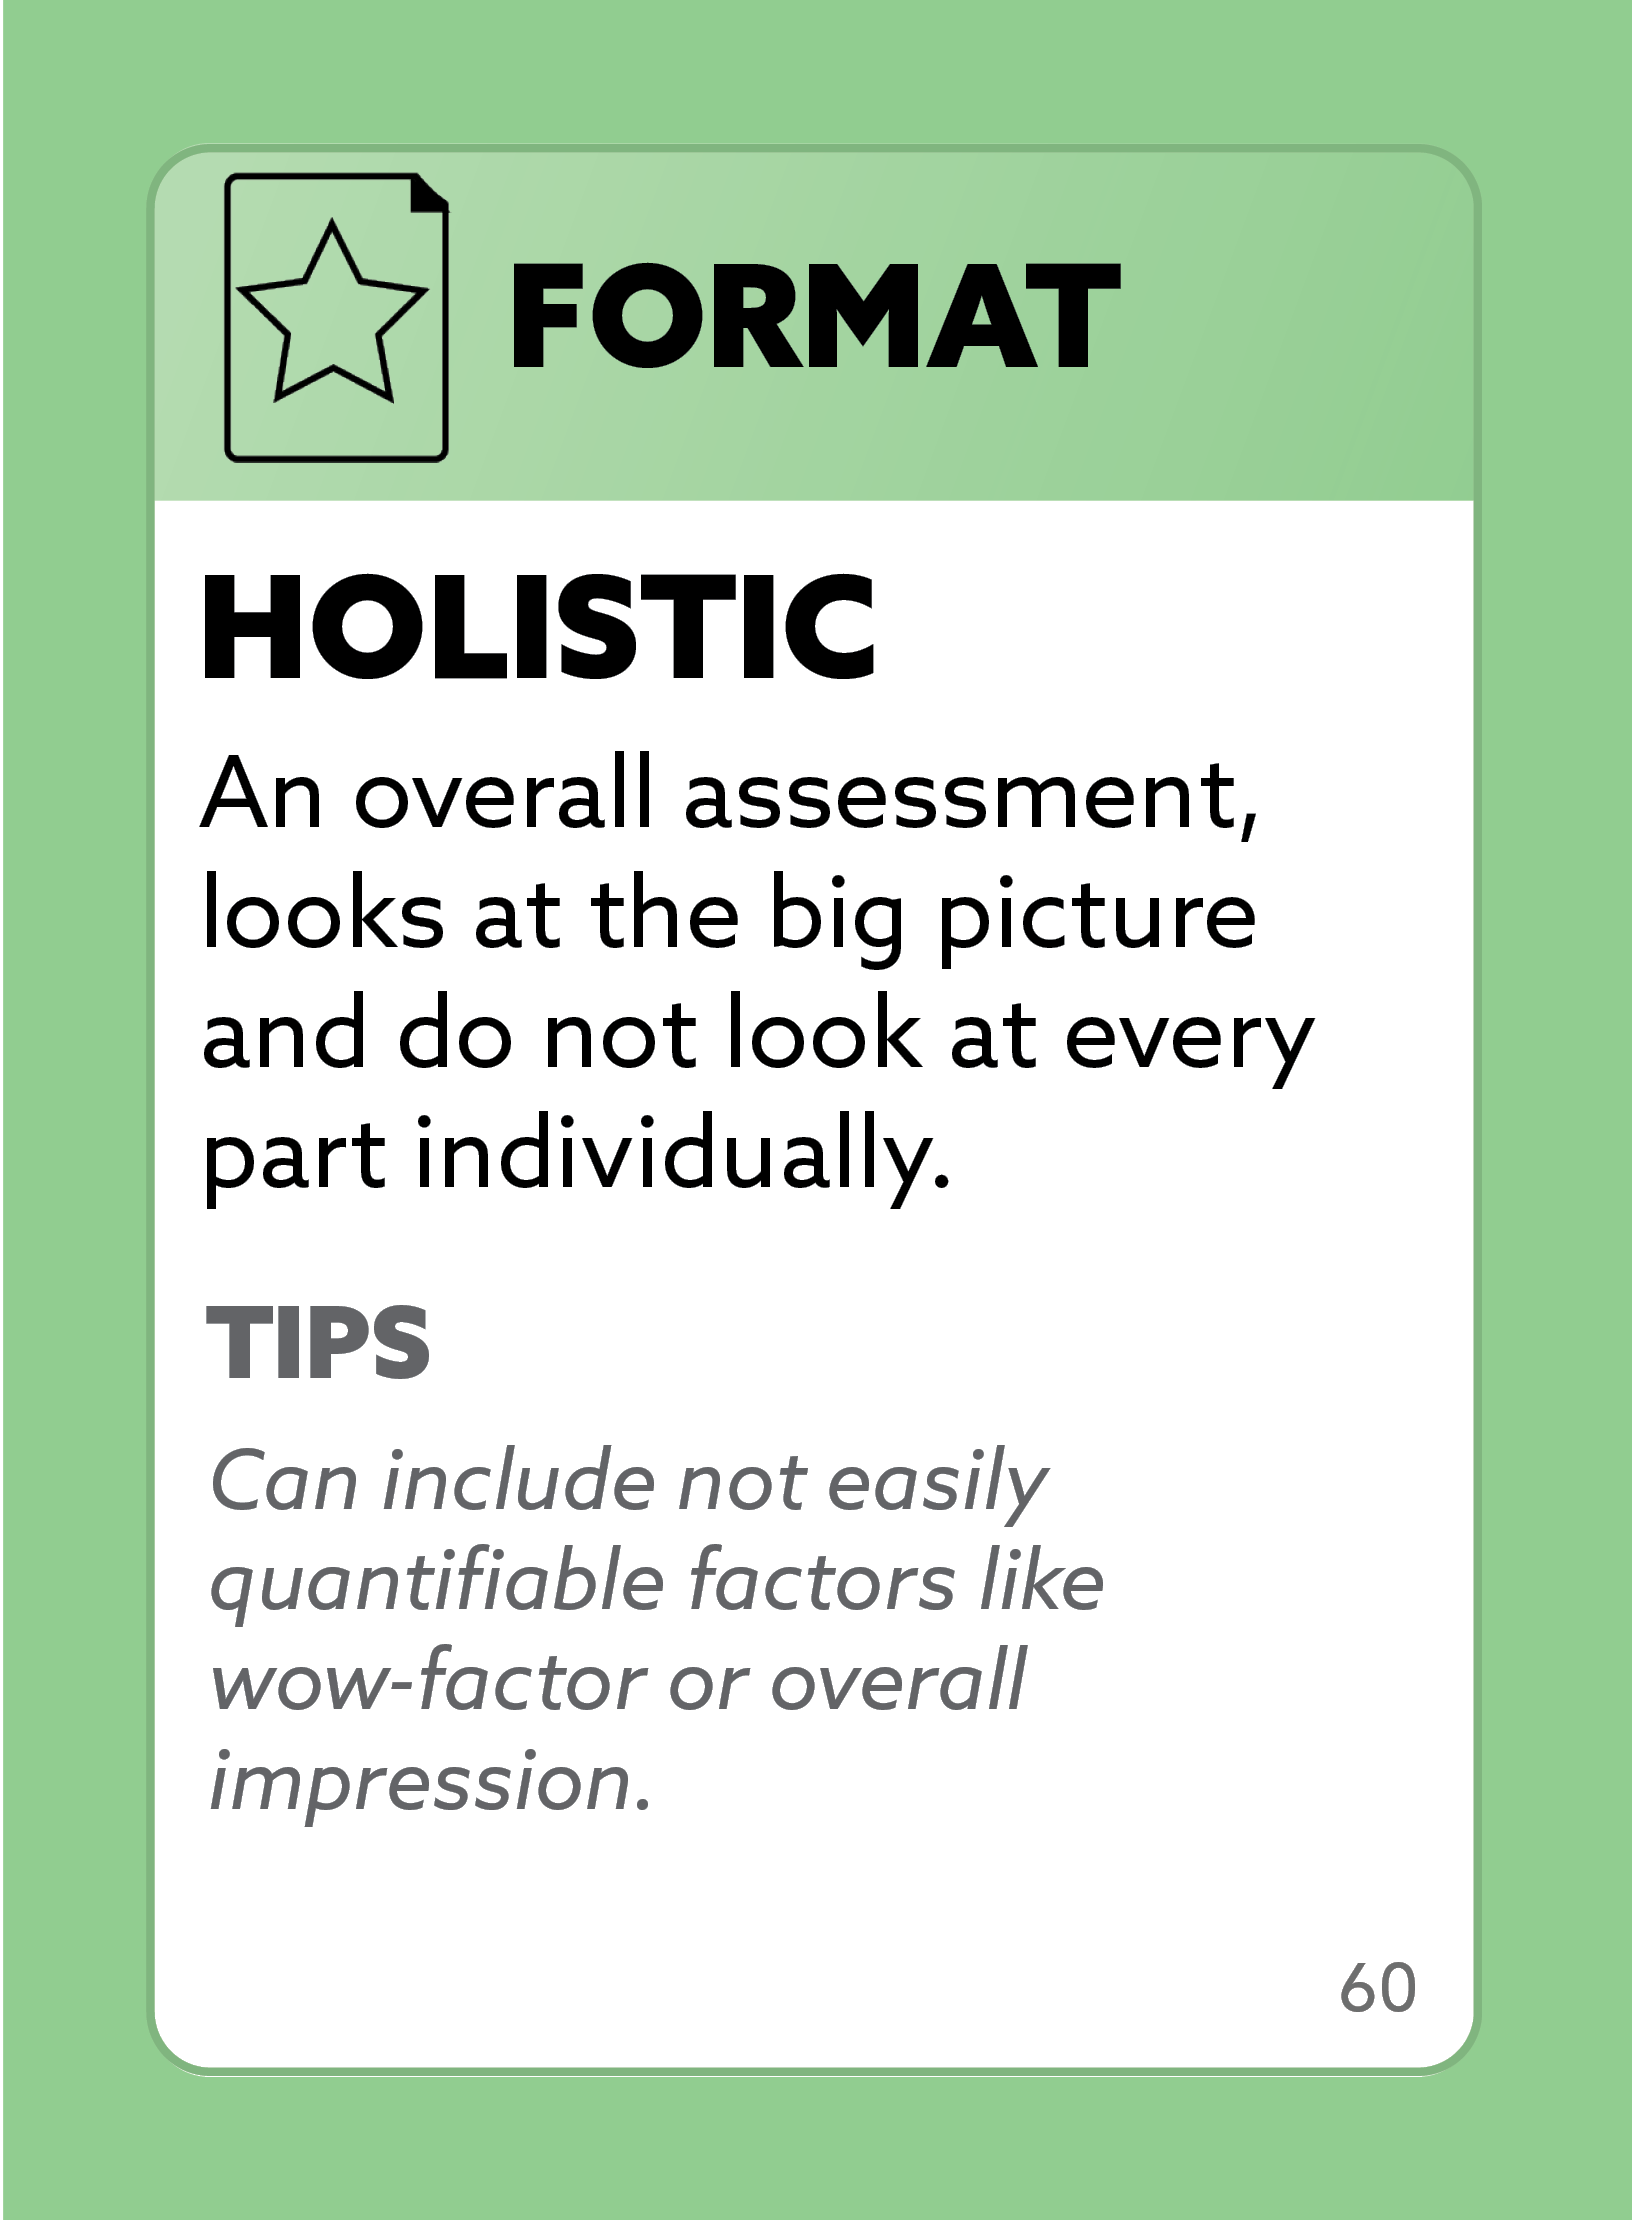 FORMAT
HOLISTIC
An overall assessment,
looks at the big picture
and do not look at every
part individually.
TIPS
Can include not easily
quantifiable factors like
wow-factor or overall
impression.
60